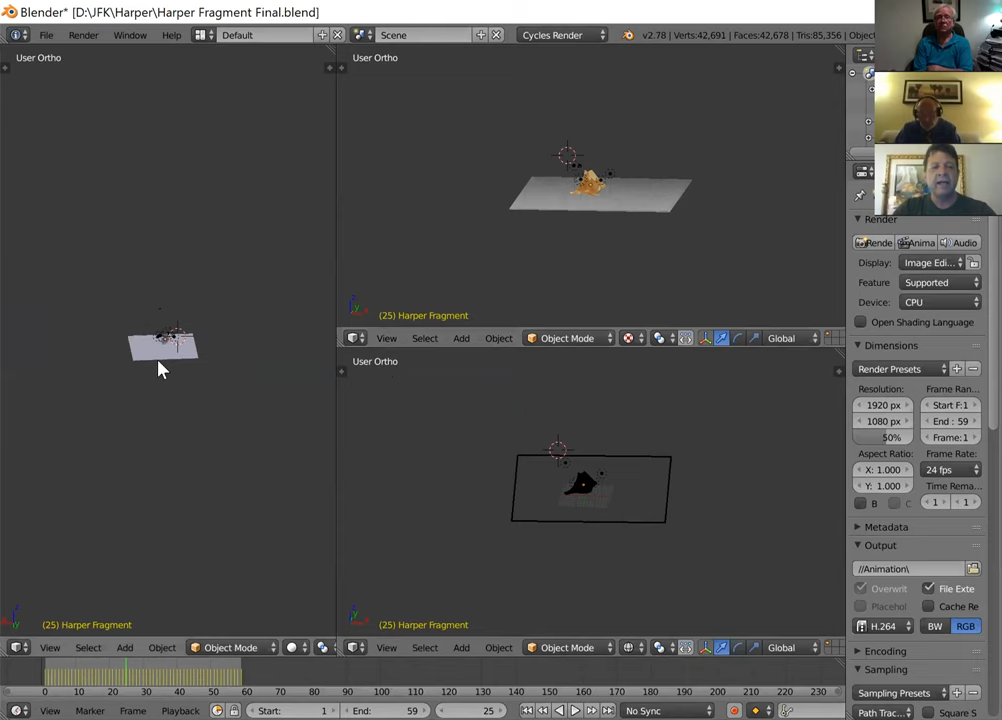 Blender* [D:\JFK\Harper\Harper Fragment Final.blend]
File Render Window Help Default Scene Cycles Render v2.78 | Verts:42,691 | Faces:42,678 | Tris:85,356 | Object
User Ortho
User Ortho
(25) Harper Fragment
View Select Add Object Object Mode Global
User Ortho
(25) Harper Fragment
(25) Harper Fragment
View Select Add Object Object Mode
View Select Add Object Object Mode Global
Render
Rende Anima Audio
Display: Image Edi...
Feature Supported
Device: CPU
Open Shading Language
Dimensions
Render Presets
Resolution: Frame Ran...
1920 px Start F:1
1080 px End : 59
50% Frame:1
Aspect Ratio: Frame Rate:
X: 1.000 24 fps
Y: 1.000 Time Rema...
B C 1 1
Metadata
Output
//Animation\
Overwrit File Exte
Placehol Cache Re
H.264 BW RGB
Encoding
Sampling
Sampling Presets
Path Trac... Square S
0 10 20 30 40 50 60 70 80 90 100 110 120 130 140 150 160 170 180 190 200 210 220 230
View Marker Frame Playback Start: 1 End: 59 25 No Sync